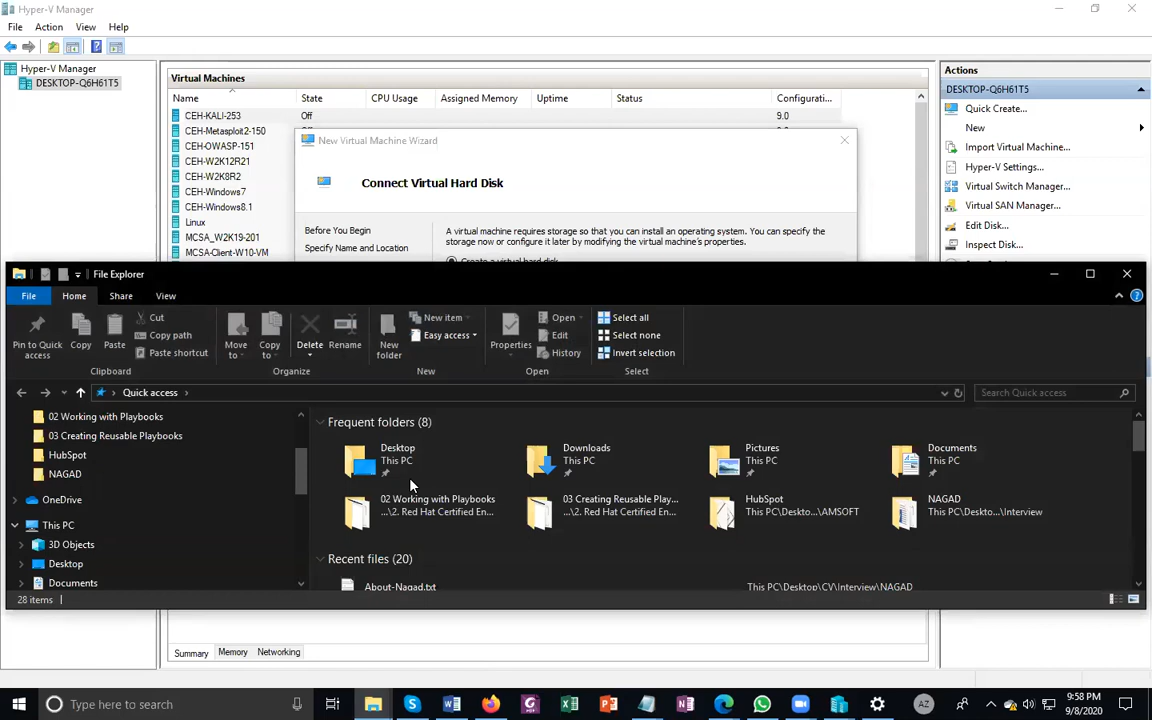 Hyper-V Manager
File Action View Help
Hyper-V Manager
DESKTOP-Q6H61T5
Virtual Machines
Name State CPU Usage Assigned Memory Uptime Status Configurati...
CEH-KALI-253 Off 9.0
CEH-Metasploit2-150
CEH-OWASP-151
CEH-W2K12R21
CEH-W2K8R2
CEH-Windows7
CEH-Windows8.1
Linux
MCSA_W2K19-201
MCSA-Client-W10-VM
New Virtual Machine Wizard
Connect Virtual Hard Disk
Before You Begin
Specify Name and Location
A virtual machine requires storage so that you can install an operating system. You can specify the
storage now or configure it later by modifying the virtual machine's properties.
Create a virtual hard disk
Actions
DESKTOP-Q6H61T5
Quick Create...
New
Import Virtual Machine...
Hyper-V Settings...
Virtual Switch Manager...
Virtual SAN Manager...
Edit Disk...
Inspect Disk...
File Explorer
File Home Share View
Pin to Quick
access
Copy
Paste
Cut
Copy path
Paste shortcut
Clipboard
Move
to
Copy
to
Delete
Rename
Organize
New
folder
New item
Easy access
New
Properties
Open
Edit
History
Open
Select all
Select none
Invert selection
Select
Quick access
Search Quick access
02 Working with Playbooks
03 Creating Reusable Playbooks
HubSpot
NAGAD
OneDrive
This PC
3D Objects
Desktop
Documents
Frequent folders (8)
Desktop
This PC
Downloads
This PC
Pictures
This PC
Documents
This PC
02 Working with Playbooks
...\2. Red Hat Certified En...
03 Creating Reusable Play...
...\2. Red Hat Certified En...
HubSpot
This PC\Deskto...\AMSOFT
NAGAD
This PC\Deskto...\Interview
Recent files (20)
About-Nagad.txt This PC\Desktop\CV\Interview\NAGAD
28 items
Summary Memory Networking
Type here to search
AZ
9:58 PM
9/8/2020